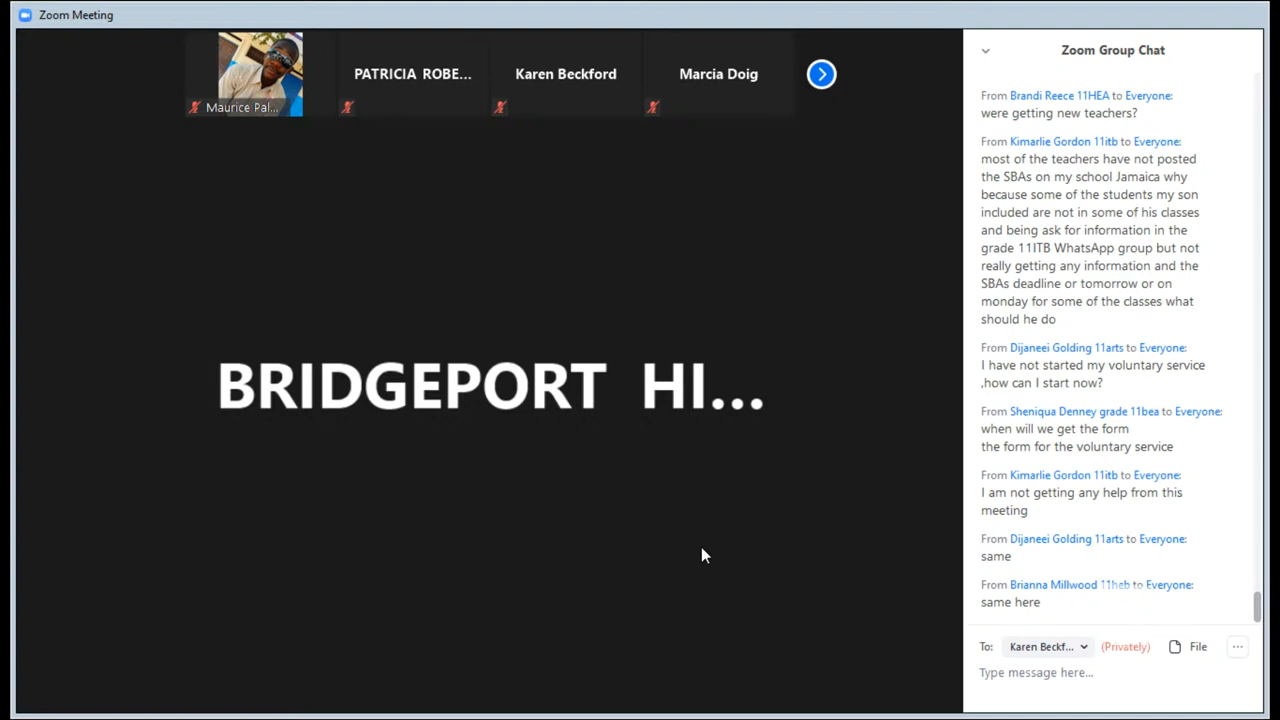 Zoom Meeting
Maurice Pal...
PATRICIA ROBE...
Karen Beckford
Marcia Doig
BRIDGEPORT HI...
Zoom Group Chat
From Brandi Reece 11HEA to Everyone:
were getting new teachers?
From Kimarlie Gordon 11itb to Everyone:
most of the teachers have not posted
the SBAs on my school Jamaica why
because some of the students my son
included are not in some of his classes
and being ask for information in the
grade 11ITB WhatsApp group but not
really getting any information and the
SBAs deadline or tomorrow or on
monday for some of the classes what
should he do
From Dijaneei Golding 11arts to Everyone:
I have not started my voluntary service
,how can I start now?
From Sheniqua Denney grade 11bea to Everyone:
when will we get the form
the form for the voluntary service
From Kimarlie Gordon 11itb to Everyone:
I am not getting any help from this
meeting
From Dijaneei Golding 11arts to Everyone:
same
From Brianna Millwood 11heb to Everyone:
same here
To: Karen Beckf... (Privately) File
Type message here...